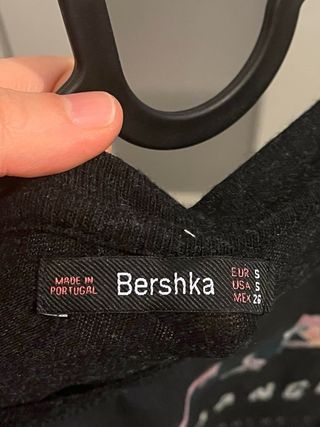 MADE IN
PORTUGAL
Bershka
EUR S
USA S
MEX 26